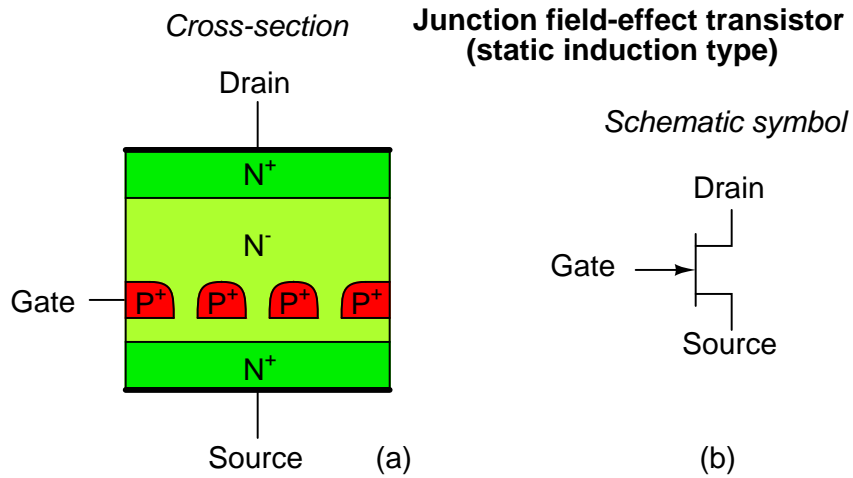 Cross-section
Junction field-effect transistor
(static induction type)
Drain
Schematic symbol
N+
Drain
N-
Gate
Gate
P+ P+ P+ P+
Source
N+
Source
(a)
(b)